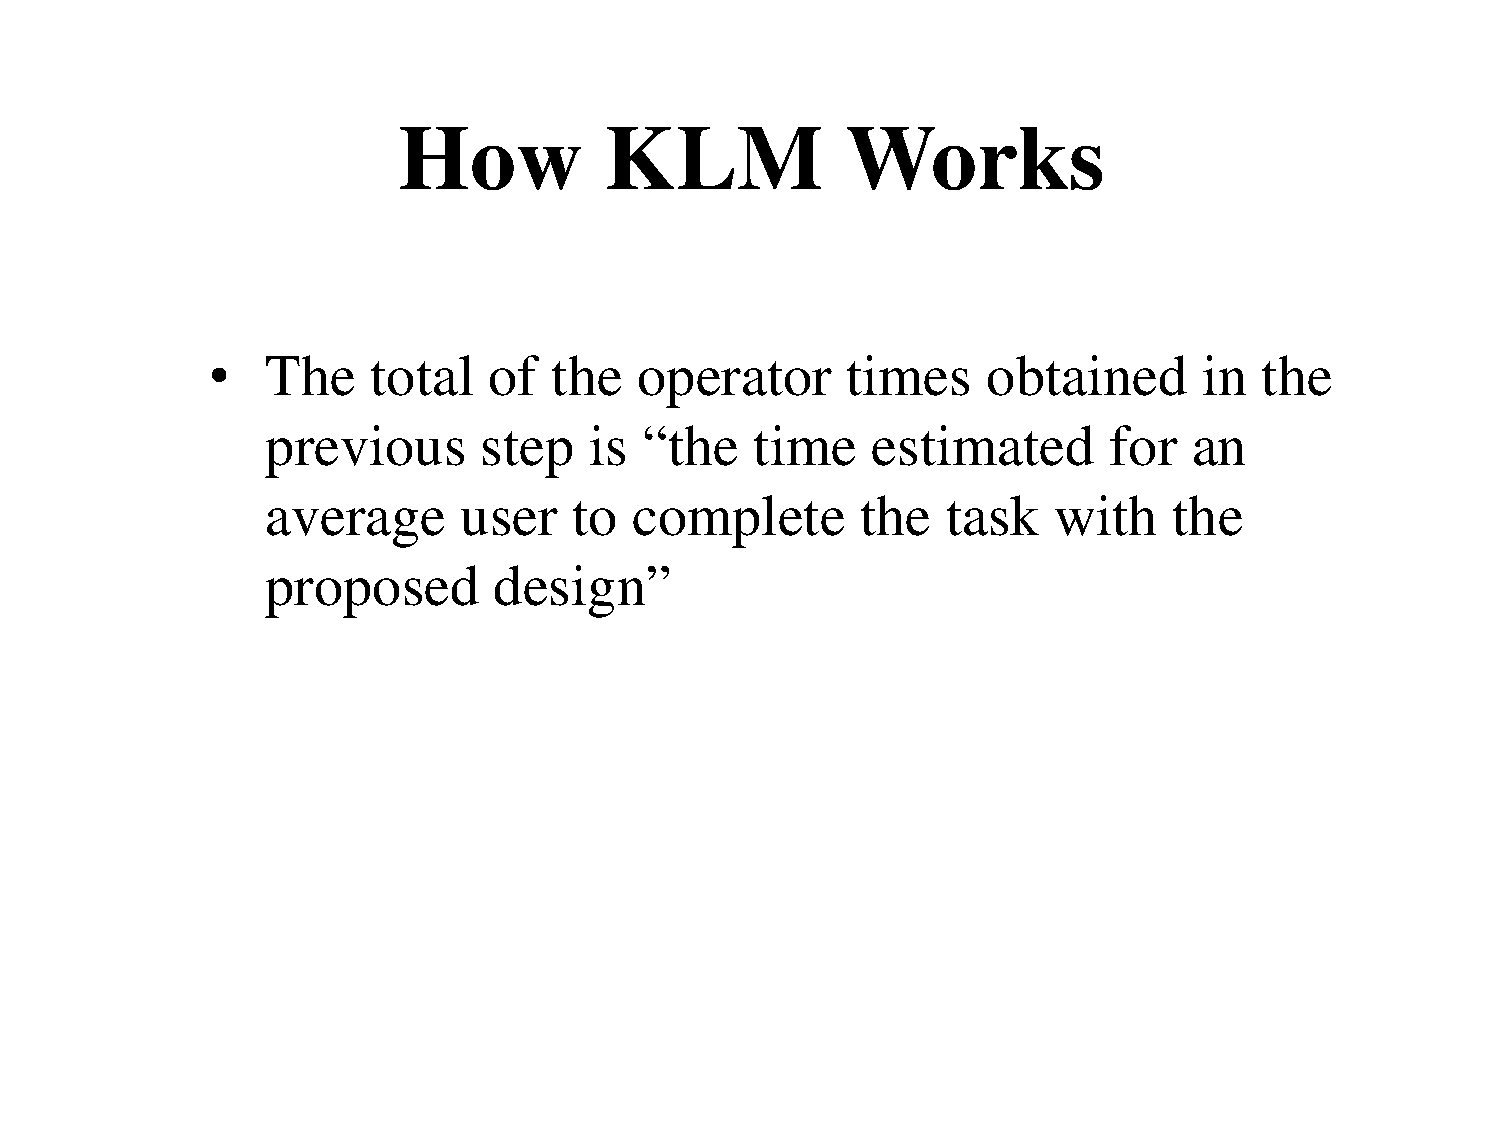 How KLM Works
• The total of the operator times obtained in the
previous step is “the time estimated for an
average user to complete the task with the
proposed design”